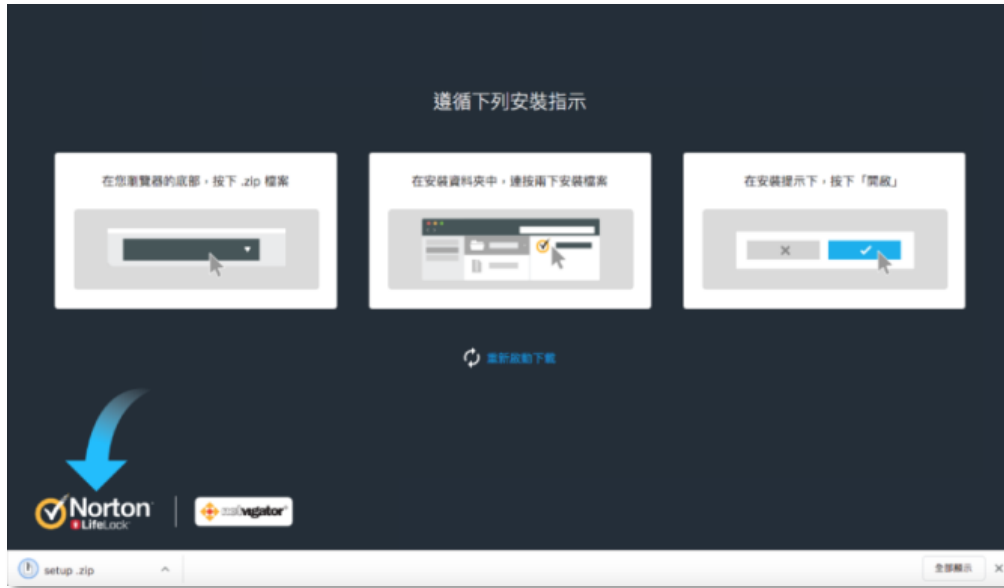 遵循下列安裝指示
在您瀏覽器的底部，按下 .zip 檔案
在安裝資料夾中，連按兩下安裝檔案
在安裝提示下，按下「開啟」
重新啟動下載
Norton
LifeLock
netvigator
setup .zip
全部顯示